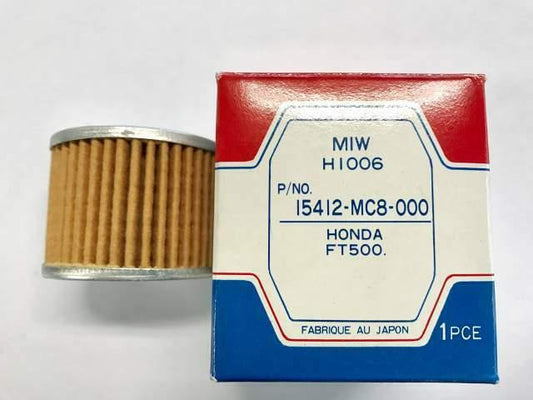 MIW
H1006
P/NO.
15412-MC8-000
HONDA
FT500.
FABRIQUE AU JAPON
1PCE